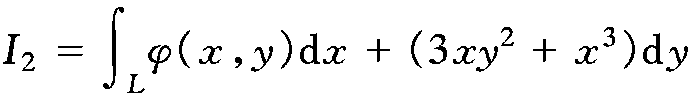 I₂ = ∫_L φ(x,y)dx + (3xy² + x³)dy